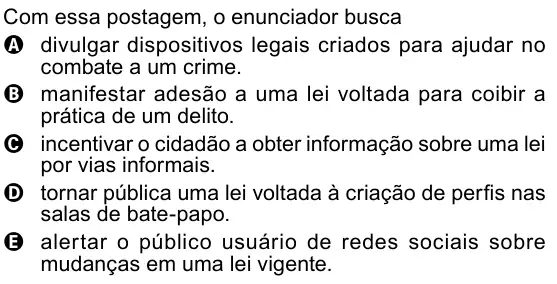 Com essa postagem, o enunciador busca
A divulgar dispositivos legais criados para ajudar no
combate a um crime.
B manifestar adesão a uma lei voltada para coibir a
prática de um delito.
C incentivar o cidadão a obter informação sobre uma lei
por vias informais.
D tornar pública uma lei voltada à criação de perfis nas
salas de bate-papo.
E alertar o público usuário de redes sociais sobre
mudanças em uma lei vigente.